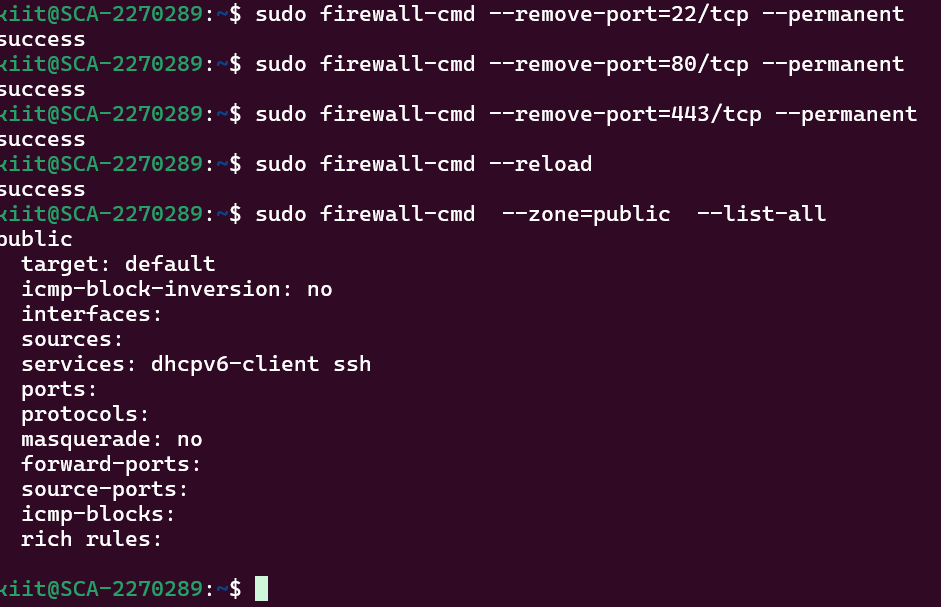 kiit@SCA-2270289:~$ sudo firewall-cmd --remove-port=22/tcp --permanent
success
kiit@SCA-2270289:~$ sudo firewall-cmd --remove-port=80/tcp --permanent
success
kiit@SCA-2270289:~$ sudo firewall-cmd --remove-port=443/tcp --permanent
success
kiit@SCA-2270289:~$ sudo firewall-cmd --reload
success
kiit@SCA-2270289:~$ sudo firewall-cmd  --zone=public  --list-all
public
  target: default
  icmp-block-inversion: no
  interfaces:
  sources:
  services: dhcpv6-client ssh
  ports:
  protocols:
  masquerade: no
  forward-ports:
  source-ports:
  icmp-blocks:
  rich rules:
kiit@SCA-2270289:~$